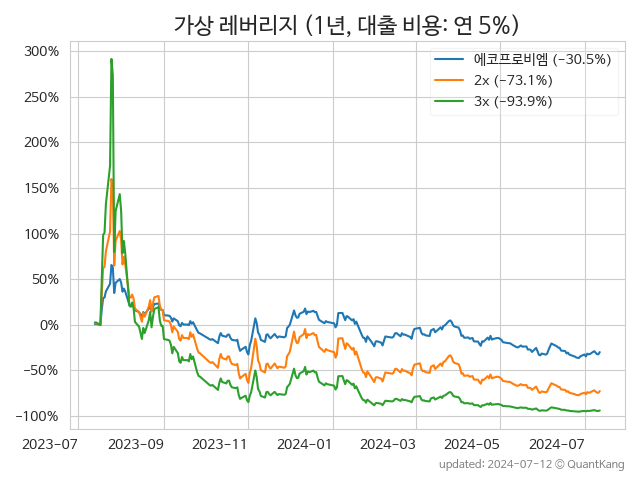 가상 레버리지 (1년, 대출 비용: 연 5%)
에코프로비엠 (-30.5%)
2x (-73.1%)
3x (-93.9%)
300%
250%
200%
150%
100%
50%
0%
-50%
-100%
2023-07 2023-09 2023-11 2024-01 2024-03 2024-05 2024-07
updated: 2024-07-12 © QuantKang